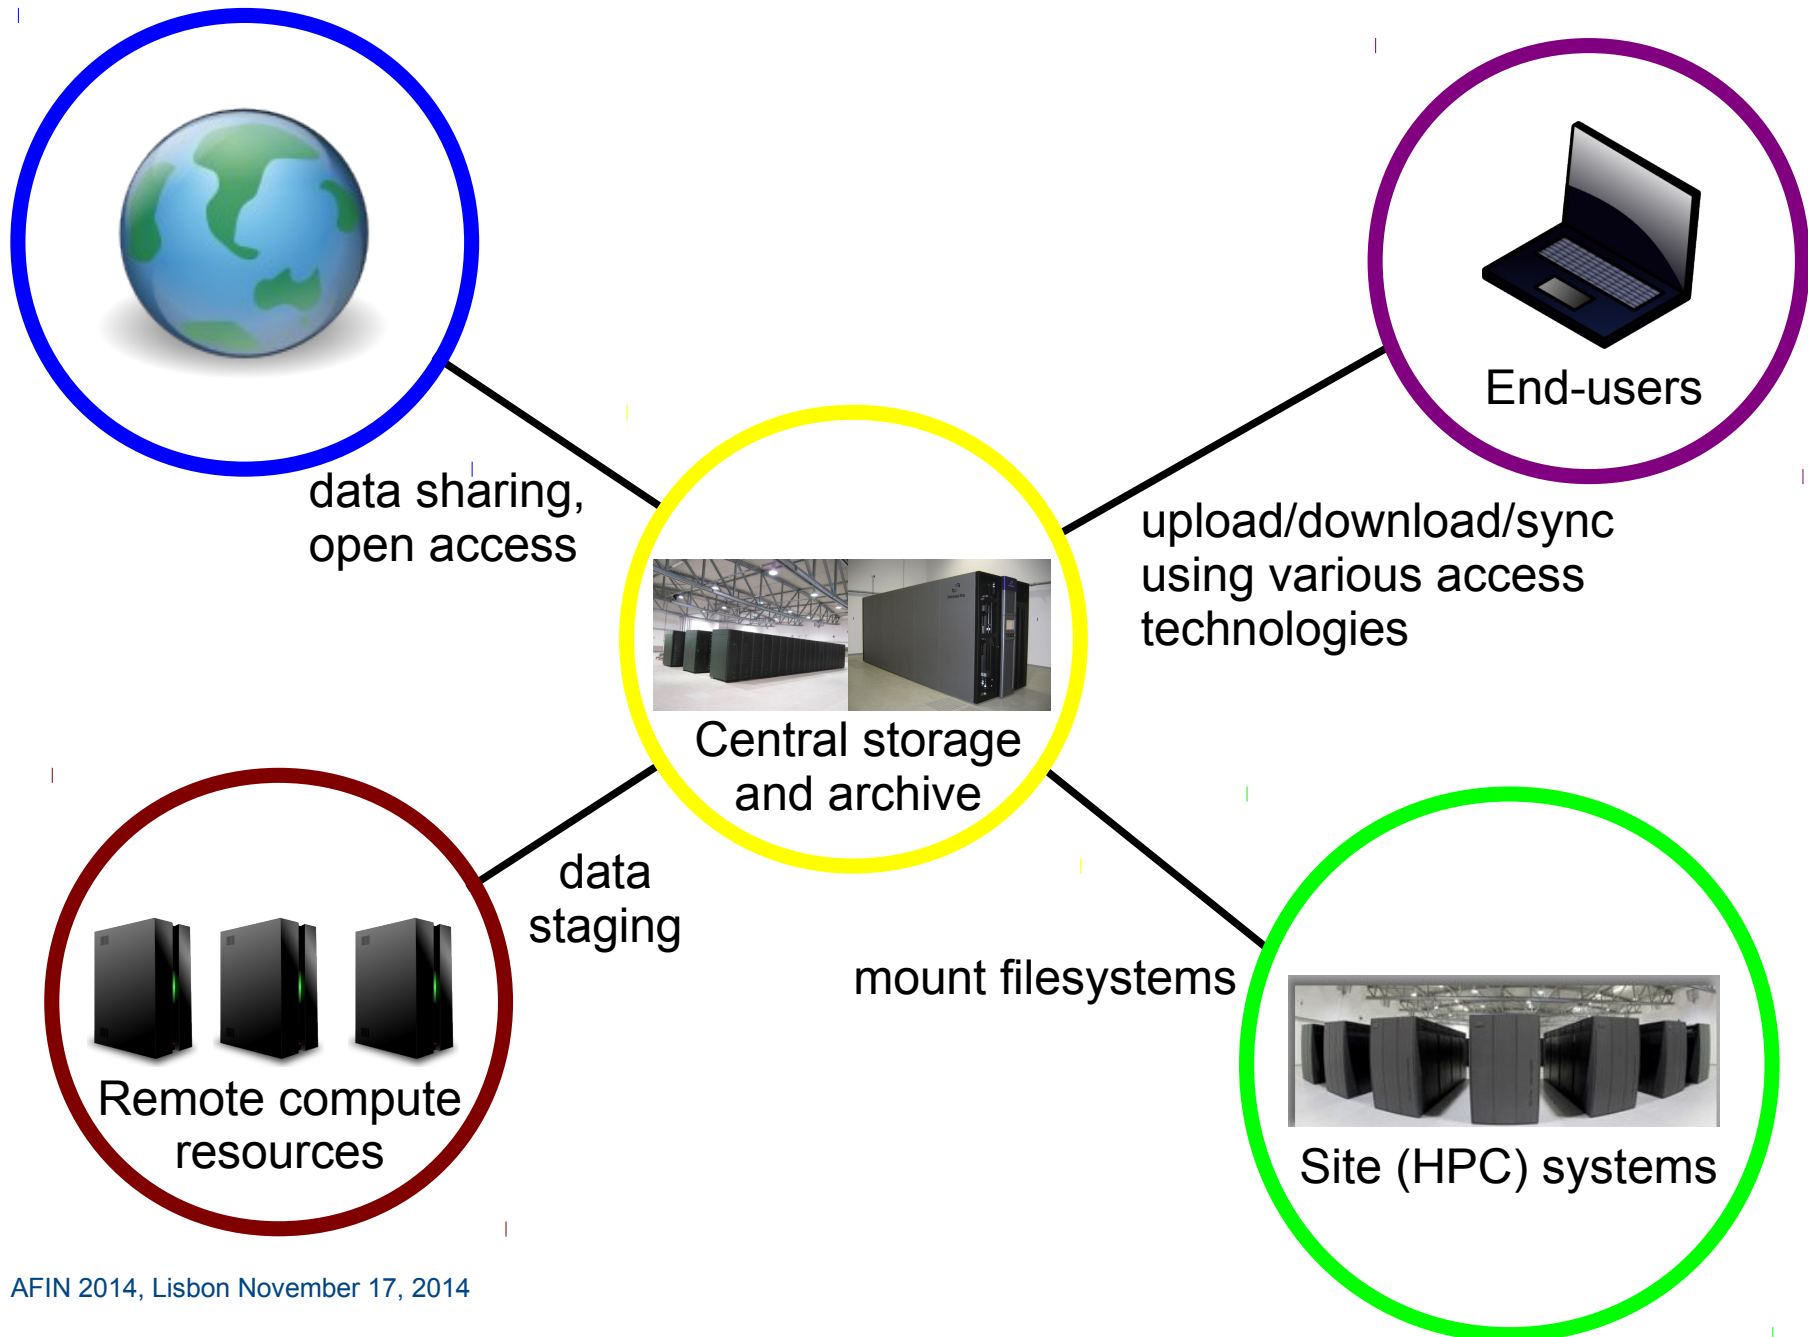 End-users
data sharing,
open access
upload/download/sync
using various access
technologies
Central storage
and archive
data
staging
mount filesystems
Remote compute
resources
Site (HPC) systems
AFIN 2014, Lisbon November 17, 2014